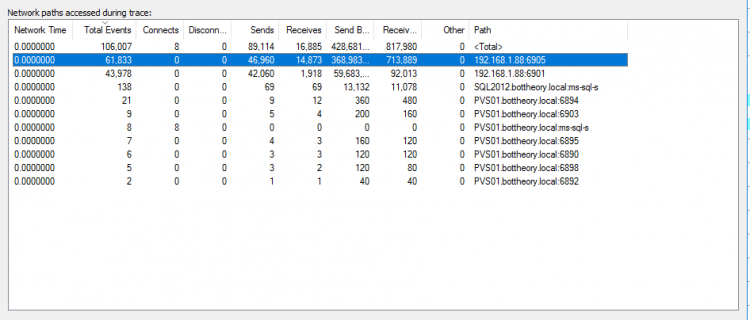 Network paths accessed during trace:
Network Time Total Events Connects Disconn... Sends Receives Send B... Receiv... Other Path
0.0000000 106,007 8 0 89,114 16,885 428,681... 817,980 0 <Total>
0.0000000 61,833 0 0 46,960 14,873 368,983... 713,889 0 192.168.1.88:6905
0.0000000 43,978 0 0 42,060 1,918 59,683,... 92,013 0 192.168.1.88:6901
0.0000000 138 0 0 69 69 13,132 11,078 0 SQL2012.bottheory.local:ms-sql-s
0.0000000 21 0 0 9 12 360 480 0 PVS01.bottheory.local:6894
0.0000000 9 0 0 5 4 200 160 0 PVS01.bottheory.local:6903
0.0000000 8 8 0 0 0 0 0 0 PVS01.bottheory.local:ms-sql-s
0.0000000 7 0 0 4 3 160 120 0 PVS01.bottheory.local:6895
0.0000000 6 0 0 3 3 120 120 0 PVS01.bottheory.local:6890
0.0000000 5 0 0 3 2 120 80 0 PVS01.bottheory.local:6898
0.0000000 2 0 0 1 1 40 40 0 PVS01.bottheory.local:6892